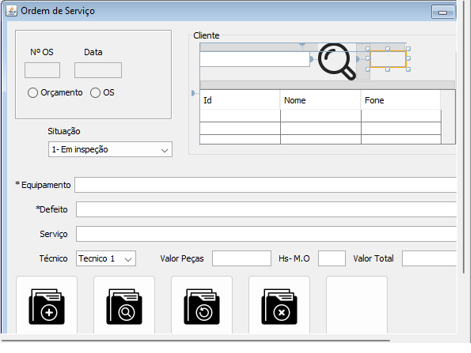 Ordem de Serviço
Nº OS Data
Orçamento OS
Cliente
Id Nome Fone
Situação
1- Em inspeção
* Equipamento
*Defeito
Serviço
Técnico Tecnico 1 Valor Peças Hs- M.O Valor Total